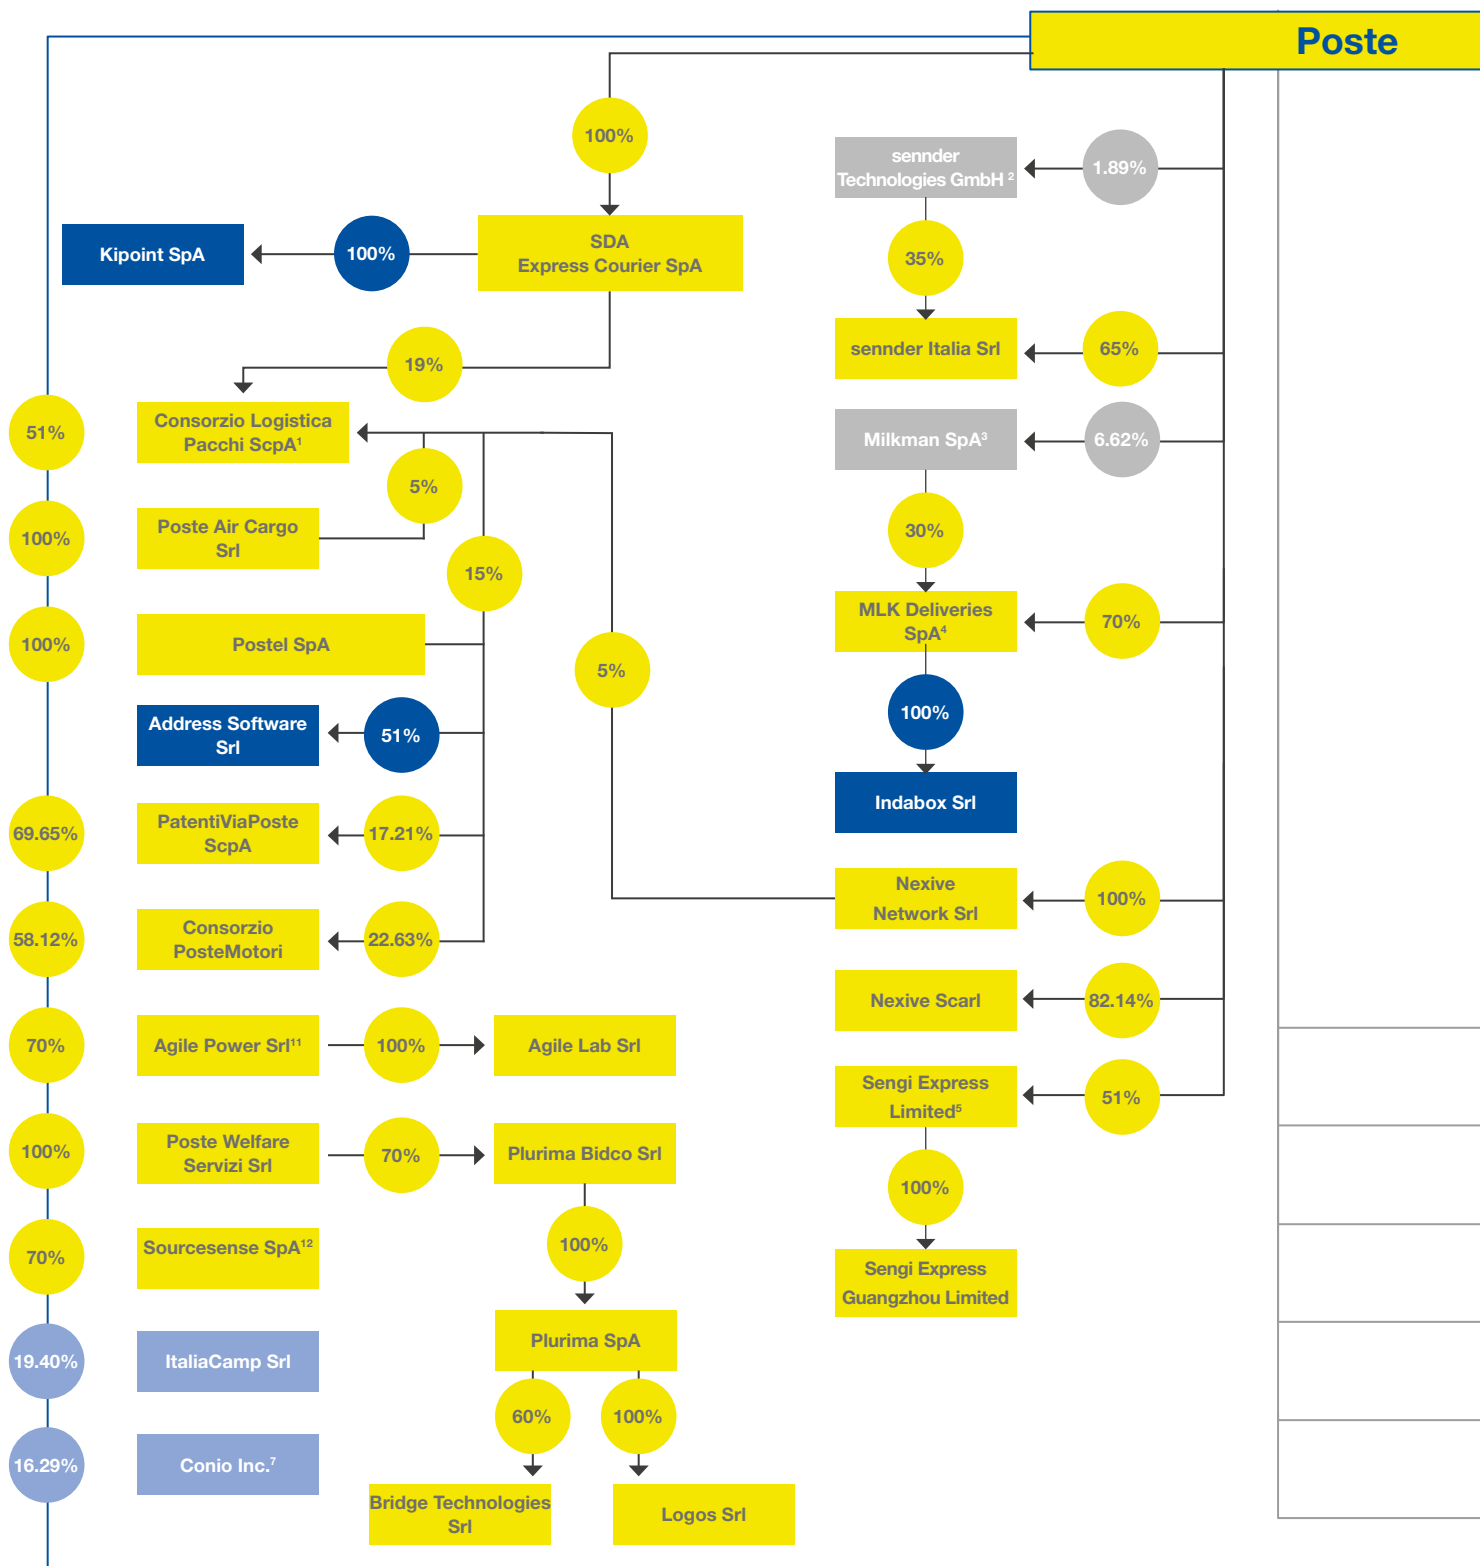 Poste
100%
sennder
Technologies GmbH ²
1.89%
SDA
Express Courier SpA
Kipoint SpA
100%
35%
sennder Italia Srl
65%
19%
51%
Consorzio Logistica
Pacchi ScpA¹
Milkman SpA³
6.62%
5%
100%
Poste Air Cargo
Srl
30%
15%
MLK Deliveries
SpA⁴
70%
100%
Postel SpA
5%
Address Software
Srl
51%
100%
Indabox Srl
69.65%
PatentiViaPoste
ScpA
17.21%
Nexive
Network Srl
100%
58.12%
Consorzio
PosteMotori
22.63%
Nexive Scarl
82.14%
70%
Agile Power Srl¹¹
100%
Agile Lab Srl
Sengi Express
Limited⁵
51%
100%
Poste Welfare
Servizi Srl
70%
Plurima Bidco Srl
100%
70%
Sourcesense SpA¹²
100%
Sengi Express
Guangzhou Limited
19.40%
ItaliaCamp Srl
Plurima SpA
60%
100%
16.29%
Conio Inc.⁷
Bridge Technologies
Srl
Logos Srl